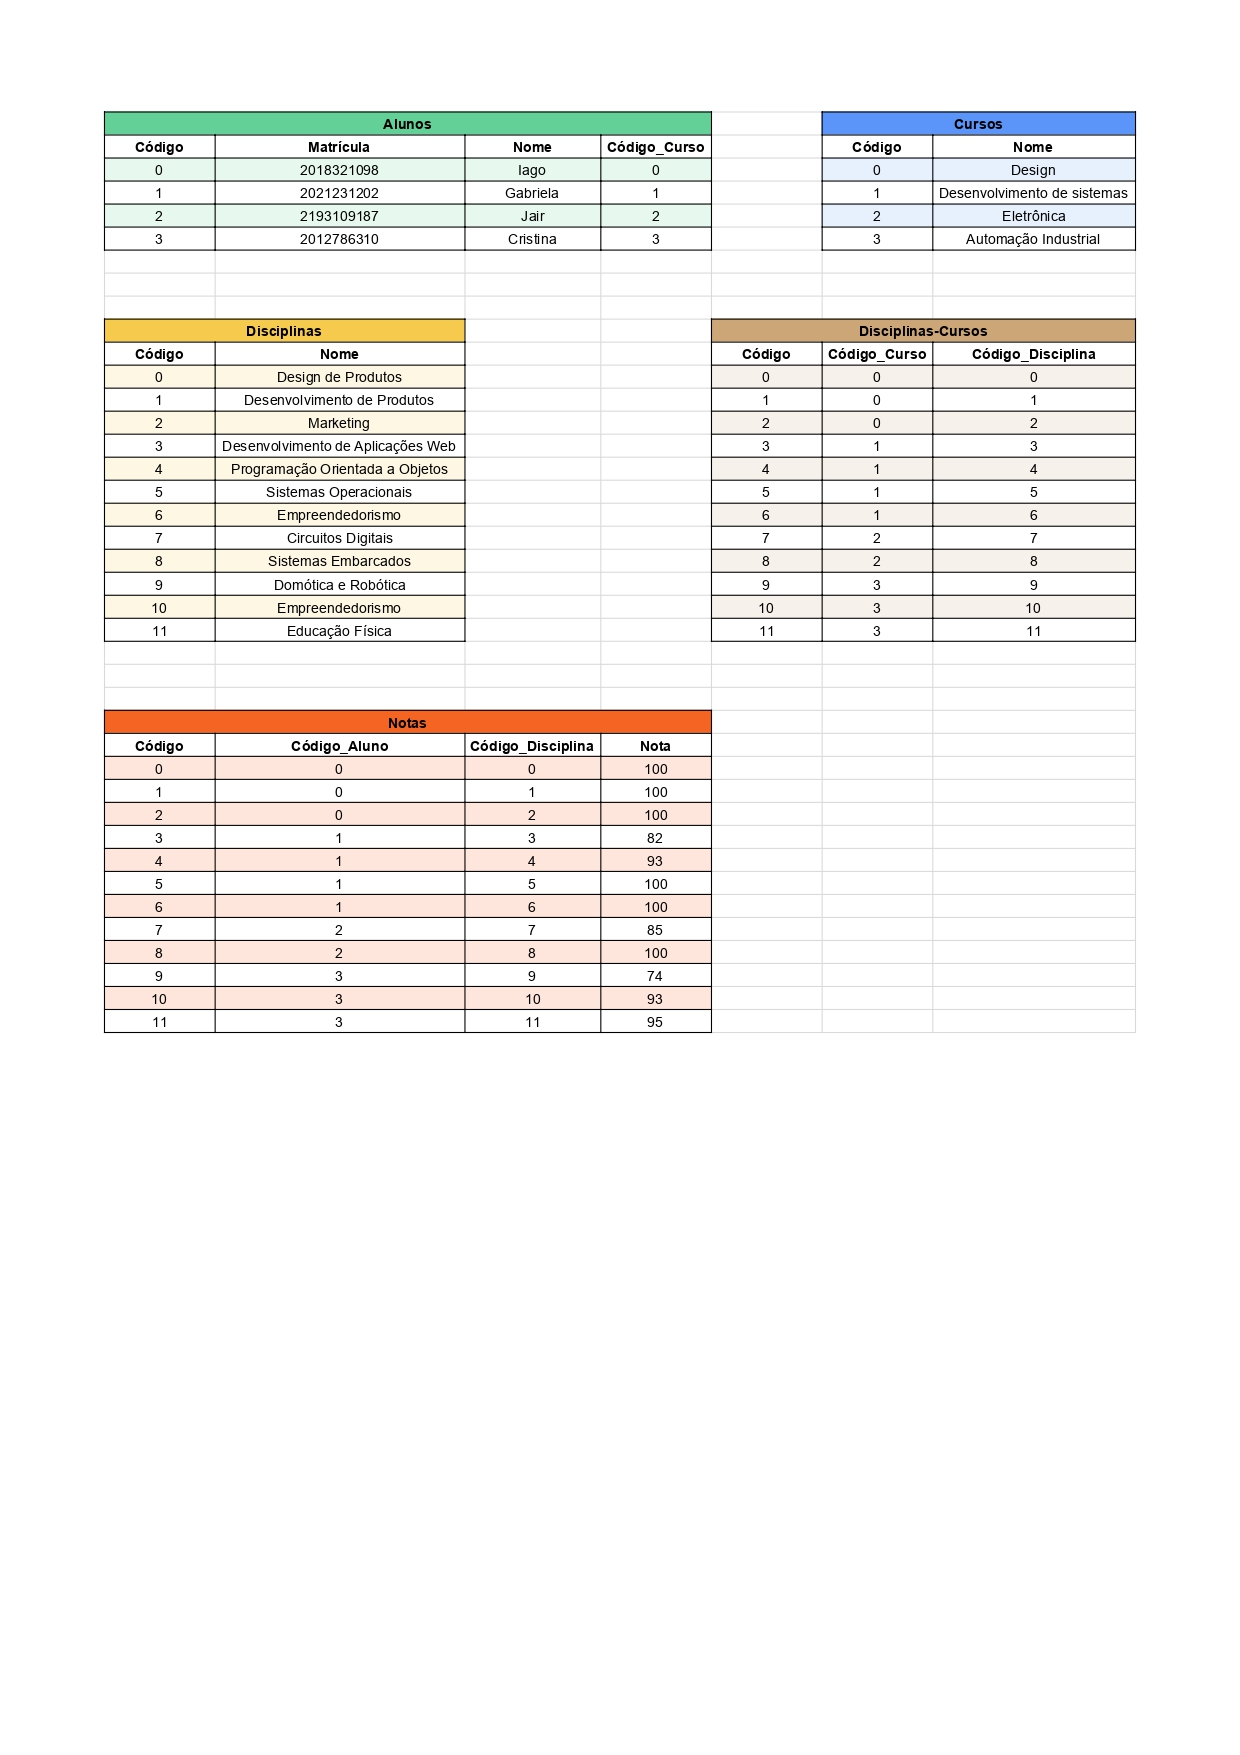 Alunos Cursos
Código Matrícula Nome Código_Curso Código Nome
0 2018321098 Iago 0 0 Design
1 2021231202 Gabriela 1 1 Desenvolvimento de sistemas
2 2193109187 Jair 2 2 Eletrônica
3 2012786310 Cristina 3 3 Automação Industrial
Disciplinas Disciplinas-Cursos
Código Nome Código Código_Curso Código_Disciplina
0 Design de Produtos 0 0 0
1 Desenvolvimento de Produtos 1 0 1
2 Marketing 2 0 2
3 Desenvolvimento de Aplicações Web 3 1 3
4 Programação Orientada a Objetos 4 1 4
5 Sistemas Operacionais 5 1 5
6 Empreendedorismo 6 1 6
7 Circuitos Digitais 7 2 7
8 Sistemas Embarcados 8 2 8
9 Domótica e Robótica 9 3 9
10 Empreendedorismo 10 3 10
11 Educação Física 11 3 11
Notas
Código Código_Aluno Código_Disciplina Nota
0 0 0 100
1 0 1 100
2 0 2 100
3 1 3 82
4 1 4 93
5 1 5 100
6 1 6 100
7 2 7 85
8 2 8 100
9 3 9 74
10 3 10 93
11 3 11 95